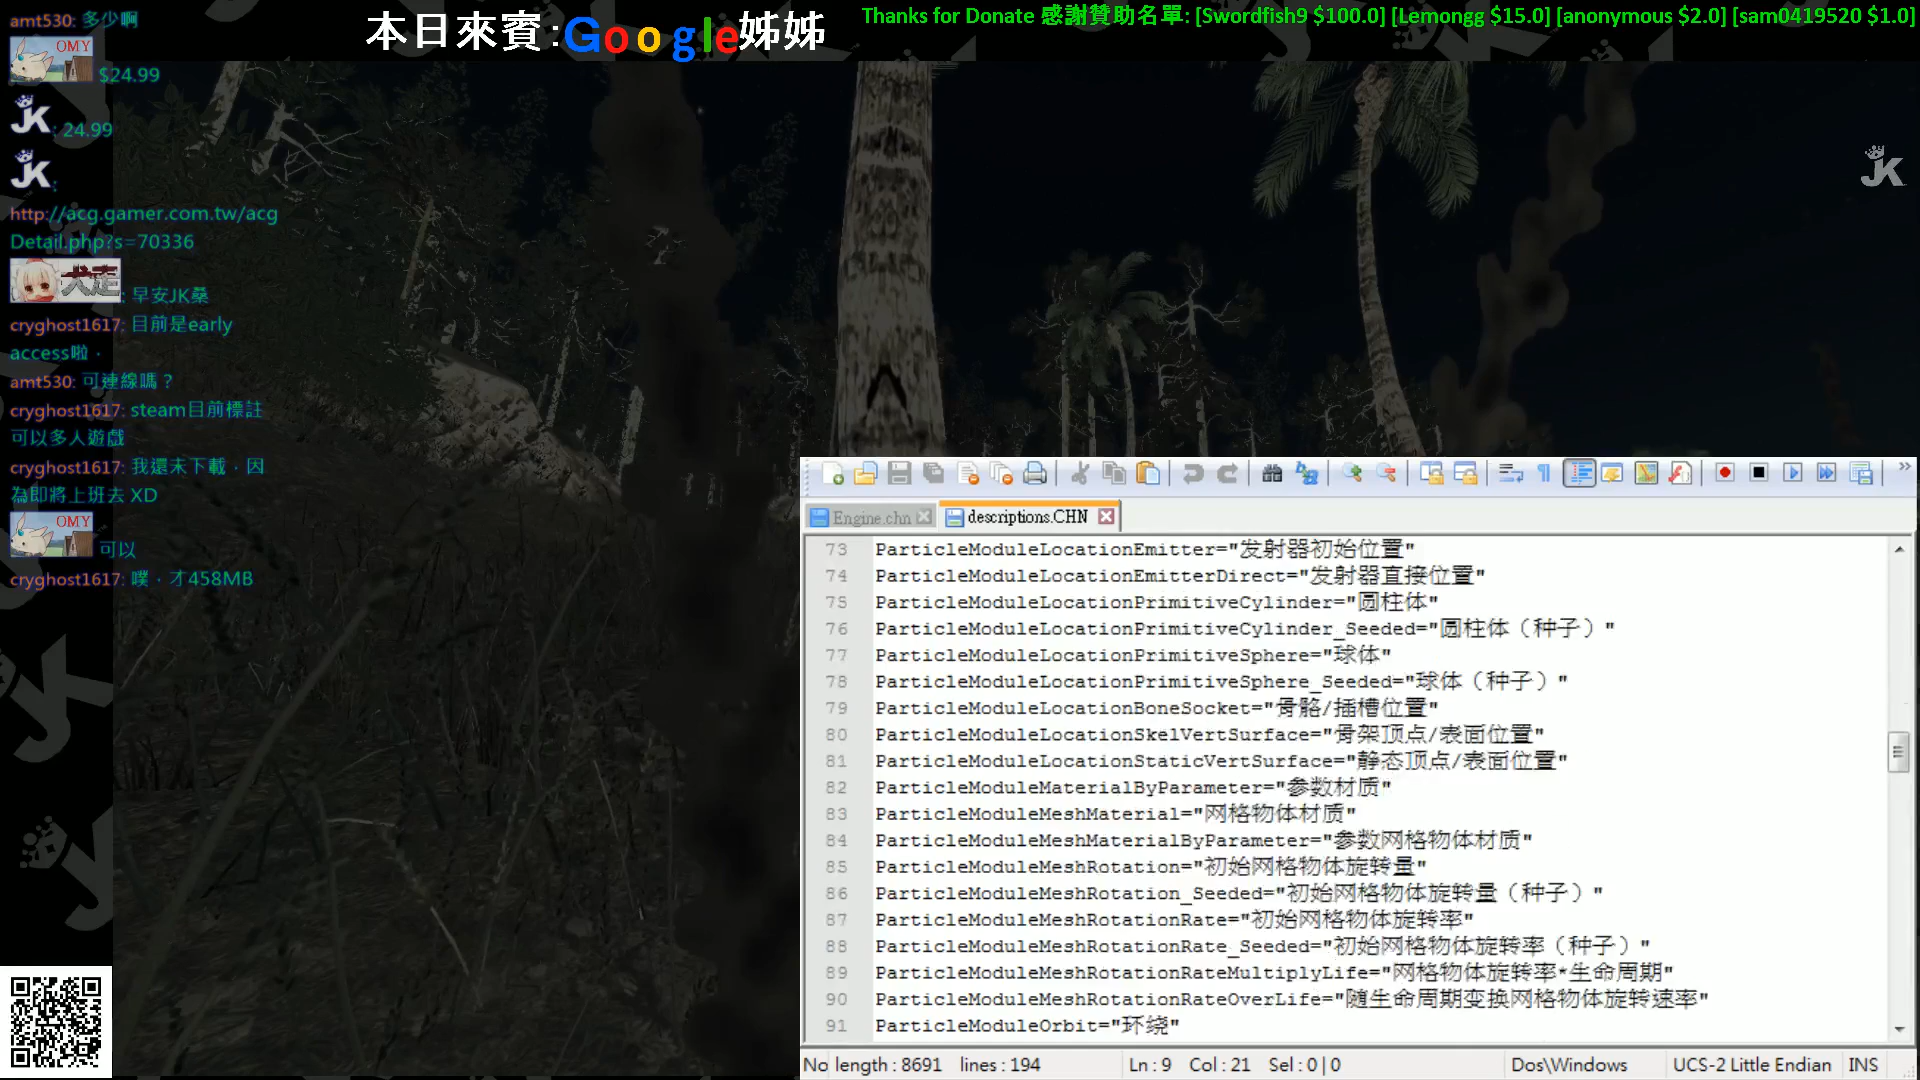 本日來賓:Google姊姊
Thanks for Donate 感謝贊助名單: [Swordfish9 $100.0] [Lemongg $15.0] [anonymous $2.0] [sam0419520 $1.0]
amt530: 多少啊
OMY
$24.99
JK
: 24.99
JK
:
http://acg.gamer.com.tw/acg
Detail.php?s=70336
犬走
: 早安JK桑
cryghost1617: 目前是early
access啦．
amt530: 可連線嗎？
cryghost1617: steam目前標註
可以多人遊戲
cryghost1617: 我還未下載．因
為即將上班去 XD
OMY
: 可以
cryghost1617: 噗．才458MB
JK
Engine.chn
descriptions.CHN
73 ParticleModuleLocationEmitter="发射器初始位置"
74 ParticleModuleLocationEmitterDirect="发射器直接位置"
75 ParticleModuleLocationPrimitiveCylinder="圆柱体"
76 ParticleModuleLocationPrimitiveCylinder_Seeded="圆柱体（种子）"
77 ParticleModuleLocationPrimitiveSphere="球体"
78 ParticleModuleLocationPrimitiveSphere_Seeded="球体（种子）"
79 ParticleModuleLocationBoneSocket="骨骼/插槽位置"
80 ParticleModuleLocationSkelVertSurface="骨架顶点/表面位置"
81 ParticleModuleLocationStaticVertSurface="静态顶点/表面位置"
82 ParticleModuleMaterialByParameter="参数材质"
83 ParticleModuleMeshMaterial="网格物体材质"
84 ParticleModuleMeshMaterialByParameter="参数网格物体材质"
85 ParticleModuleMeshRotation="初始网格物体旋转量"
86 ParticleModuleMeshRotation_Seeded="初始网格物体旋转量（种子）"
87 ParticleModuleMeshRotationRate="初始网格物体旋转率"
88 ParticleModuleMeshRotationRate_Seeded="初始网格物体旋转率（种子）"
89 ParticleModuleMeshRotationRateMultiplyLife="网格物体旋转率*生命周期"
90 ParticleModuleMeshRotationRateOverLife="随生命周期变换网格物体旋转速率"
91 ParticleModuleOrbit="环绕"
No length : 8691 lines : 194 Ln : 9 Col : 21 Sel : 0 | 0 Dos\Windows UCS-2 Little Endian INS